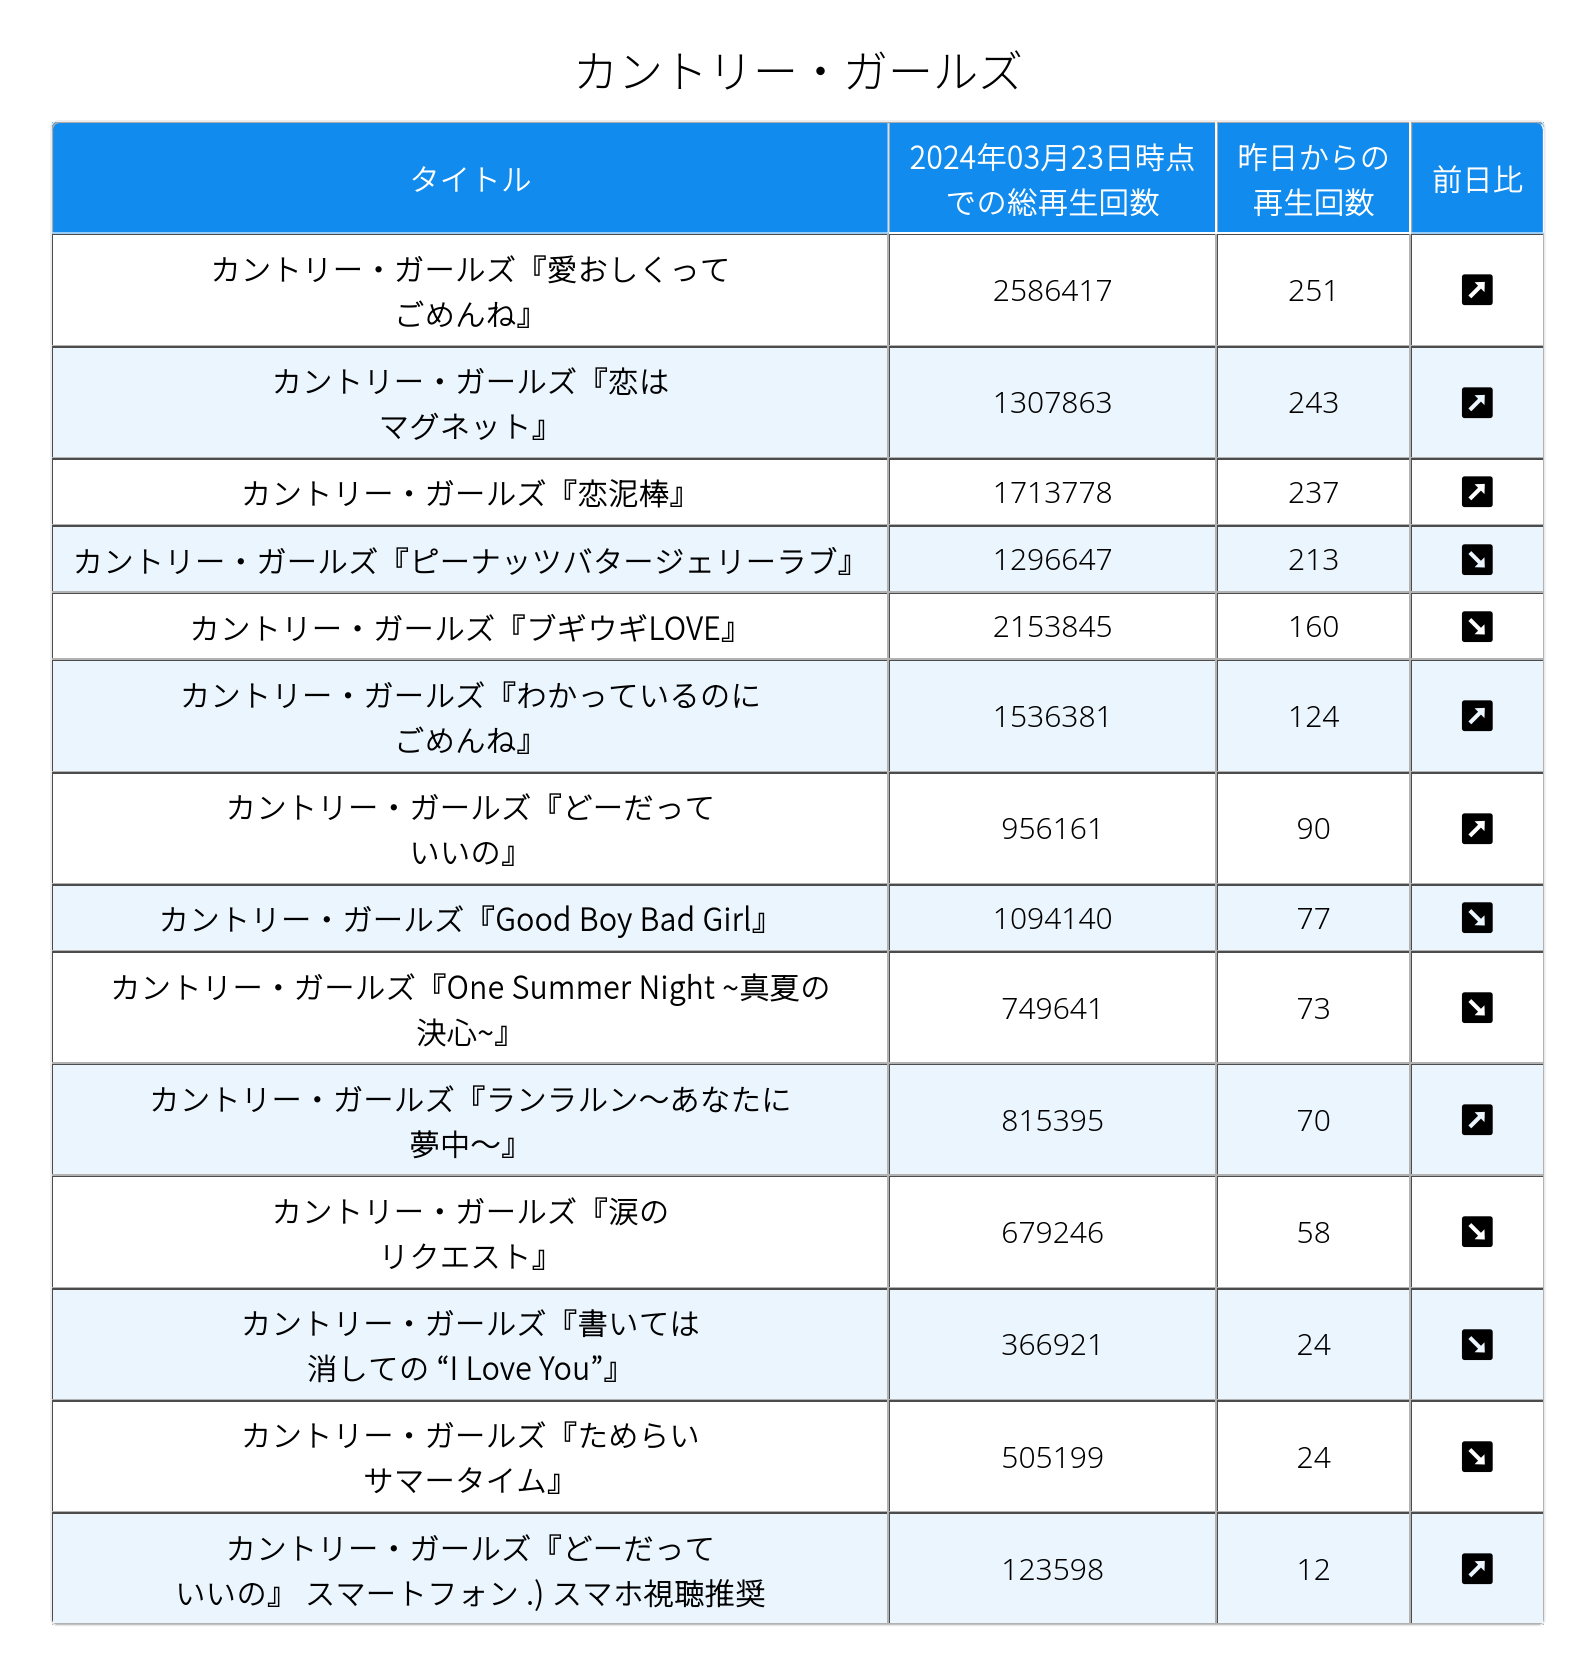 カントリー・ガールズ
タイトル
2024年03月23日時点
での総再生回数
昨日からの
再生回数
前日比
カントリー・ガールズ『愛おしくって
ごめんね』
2586417
251
カントリー・ガールズ『恋は
マグネット』
1307863
243
カントリー・ガールズ『恋泥棒』
1713778
237
カントリー・ガールズ『ピーナッツバタージェリーラブ』
1296647
213
カントリー・ガールズ『ブギウギLOVE』
2153845
160
カントリー・ガールズ『わかっているのに
ごめんね』
1536381
124
カントリー・ガールズ『どーだって
いいの』
956161
90
カントリー・ガールズ『Good Boy Bad Girl』
1094140
77
カントリー・ガールズ『One Summer Night ~真夏の
決心~』
749641
73
カントリー・ガールズ『ランラルン～あなたに
夢中～』
815395
70
カントリー・ガールズ『涙の
リクエスト』
679246
58
カントリー・ガールズ『書いては
消しての “I Love You”』
366921
24
カントリー・ガールズ『ためらい
サマータイム』
505199
24
カントリー・ガールズ『どーだって
いいの』 スマートフォン .) スマホ視聴推奨
123598
12